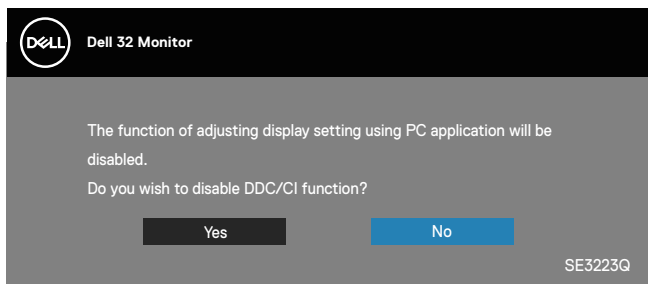 DELL
Dell 32 Monitor
The function of adjusting display setting using PC application will be
disabled.
Do you wish to disable DDC/CI function?
Yes No
SE3223Q